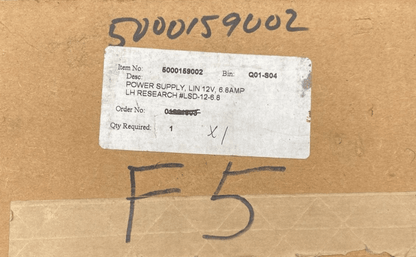 5000159002
Item No: 5000159002 Bin: Q01-S04
Desc:
POWER SUPPLY, LIN 12V, 6.8AMP
LH RESEARCH #LSD-12-6.8
Order No:
Qty Required: 1 X1
F5